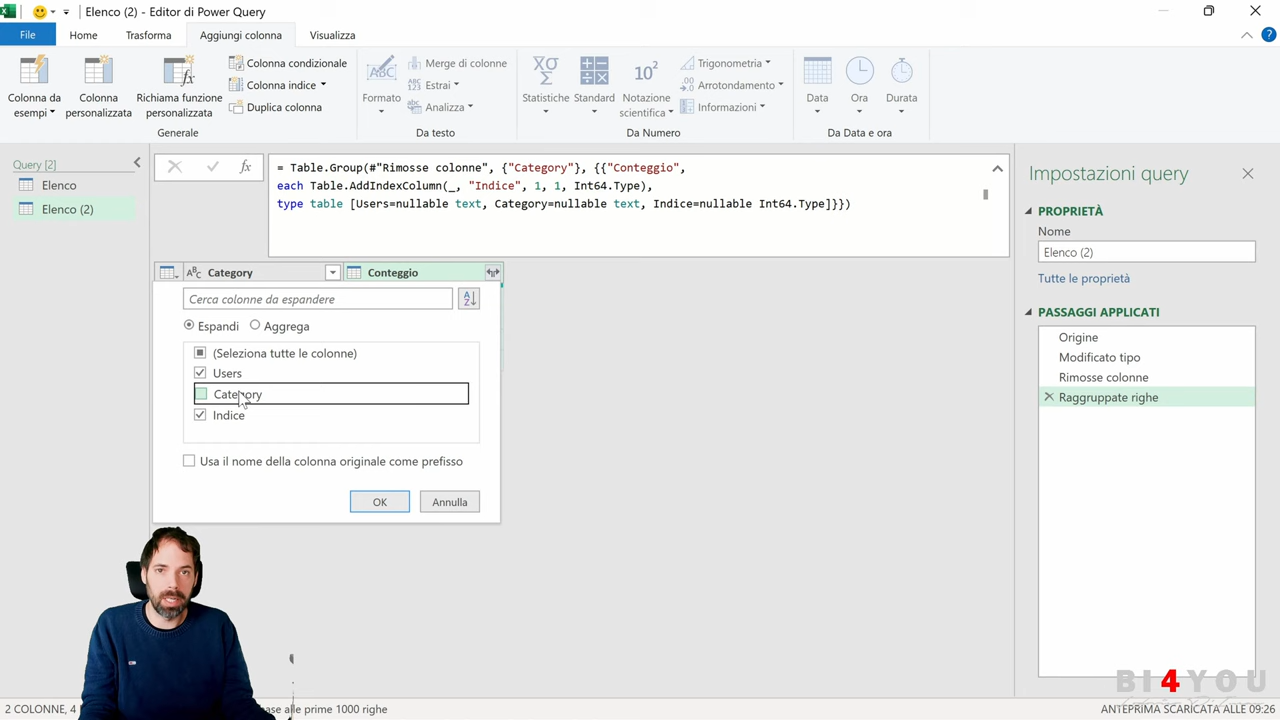 Elenco (2) - Editor di Power Query
File
Home
Trasforma
Aggiungi colonna
Visualizza
Colonna da esempi
Colonna personalizzata
Richiama funzione personalizzata
Colonna condizionale
Colonna indice
Duplica colonna
Generale
Formato
Merge di colonne
Estrai
Analizza
Da testo
Statistiche
Standard
Notazione scientifica
Trigonometria
Arrotondamento
Informazioni
Da Numero
Data
Ora
Durata
Da Data e ora
Query [2]
Elenco
Elenco (2)
= Table.Group(#"Rimosse colonne", {"Category"}, {{"Conteggio",
each Table.AddIndexColumn(_, "Indice", 1, 1, Int64.Type),
type table [Users=nullable text, Category=nullable text, Indice=nullable Int64.Type]}})
Category
Conteggio
Cerca colonne da espandere
Espandi
Aggrega
(Seleziona tutte le colonne)
Users
Category
Indice
Usa il nome della colonna originale come prefisso
OK
Annulla
Impostazioni query
PROPRIETÀ
Nome
Elenco (2)
Tutte le proprietà
PASSAGGI APPLICATI
Origine
Modificato tipo
Rimosse colonne
Raggruppate righe
BI4YOU
2 COLONNE, 4
alle prime 1000 righe
ANTEPRIMA SCARICATA ALLE 09:26